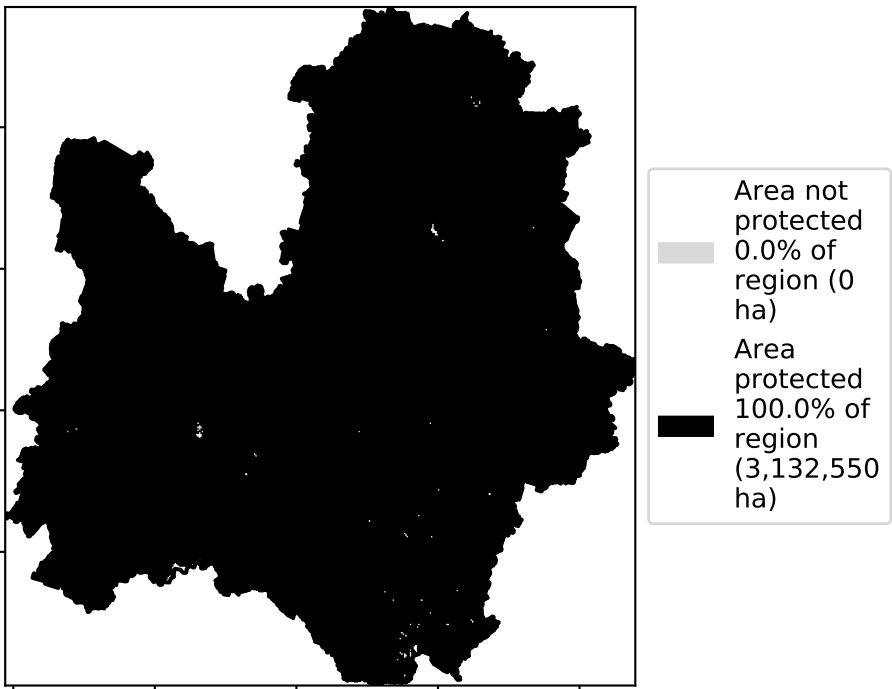 Area not
protected
0.0% of
region (0
ha)
Area
protected
100.0% of
region
(3,132,550
ha)